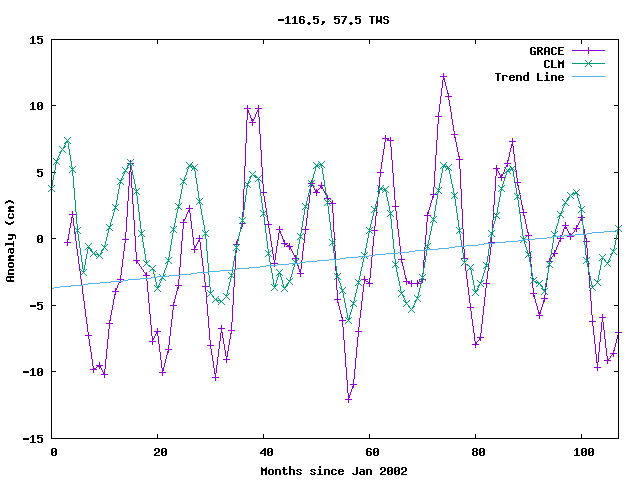 -116.5, 57.5 TWS
GRACE
CLM
Trend Line
15
10
5
0
-5
-10
-15
Anomaly (cm)
0 20 40 60 80 100
Months since Jan 2002